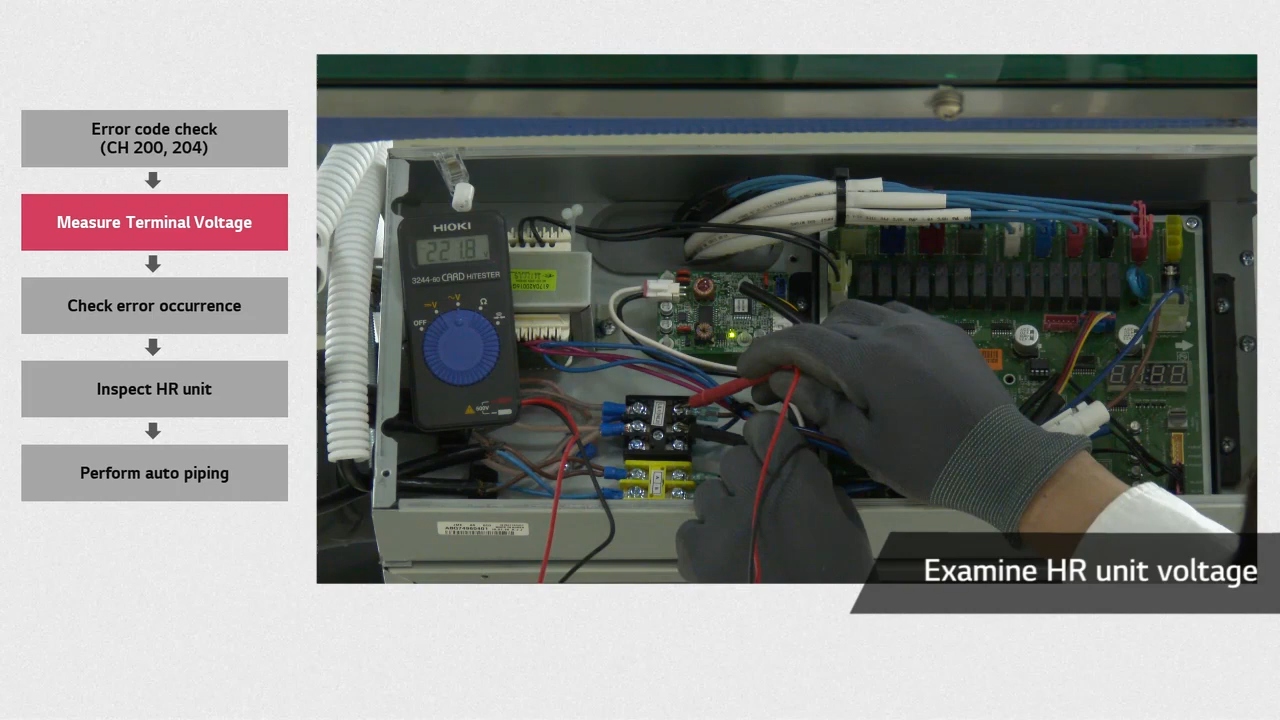 Error code check
(CH 200, 204)
Measure Terminal Voltage
Check error occurrence
Inspect HR unit
Perform auto piping
HIOKI
221.8
3244-60 CARD HiTESTER
OFF
Ω
Examine HR unit voltage